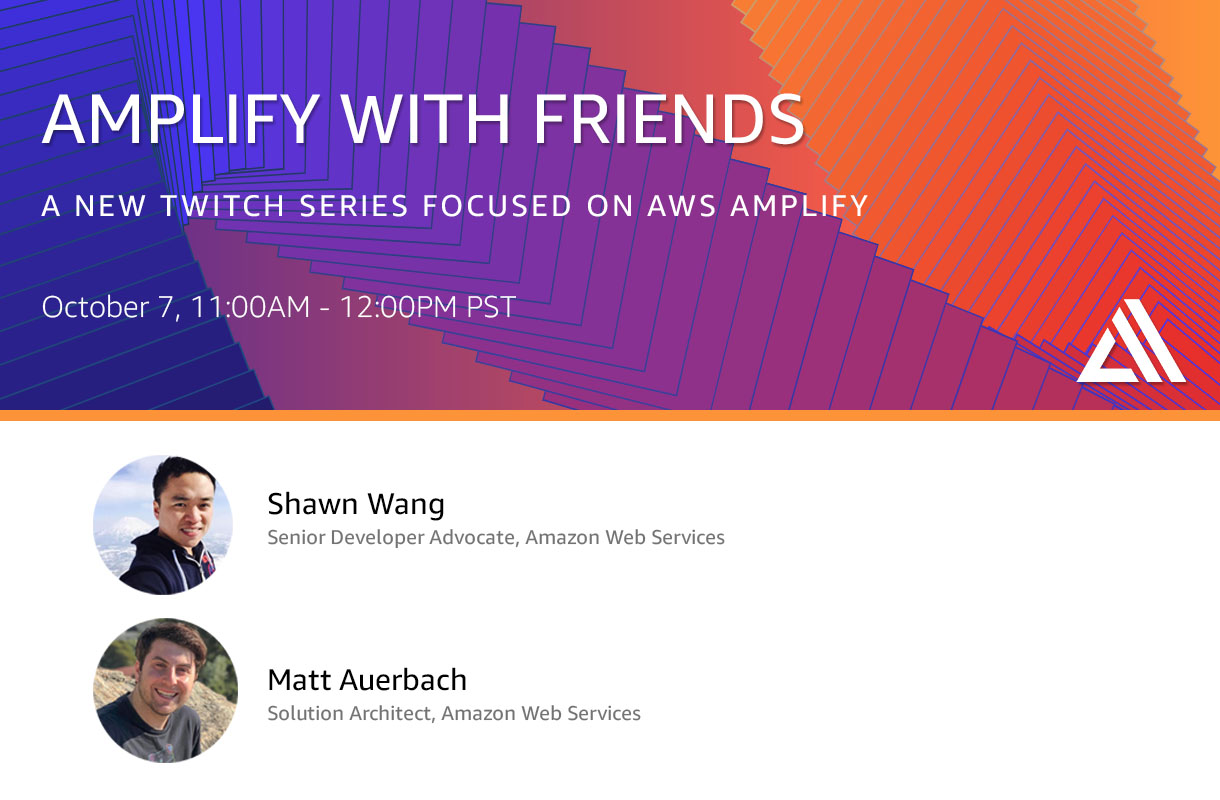 AMPLIFY WITH FRIENDS
A NEW TWITCH SERIES FOCUSED ON AWS AMPLIFY
October 7, 11:00AM - 12:00PM PST
Shawn Wang
Senior Developer Advocate, Amazon Web Services
Matt Auerbach
Solution Architect, Amazon Web Services